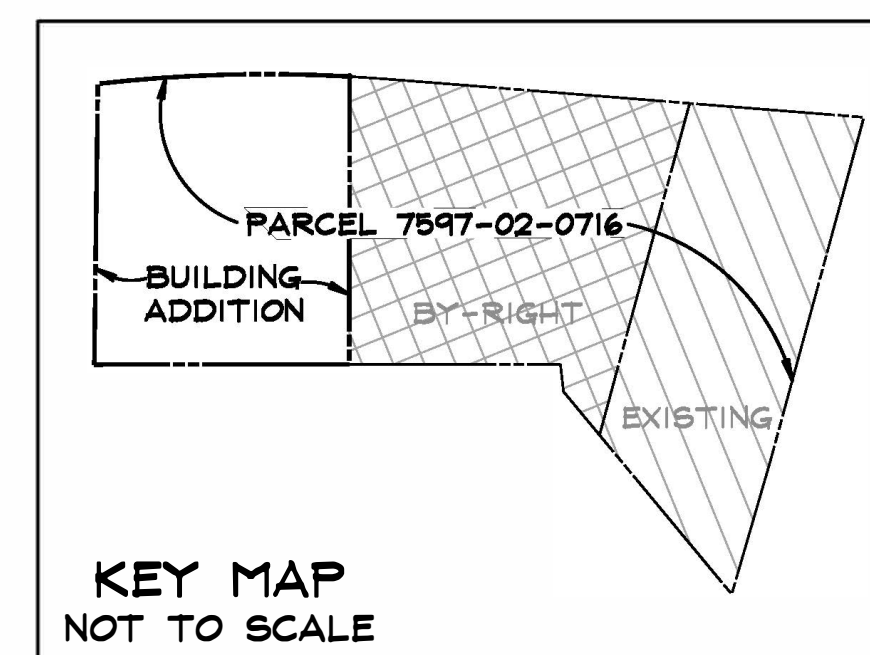 PARCEL 7597-02-0716
BUILDING
ADDITION
BY-RIGHT
EXISTING
KEY MAP
NOT TO SCALE